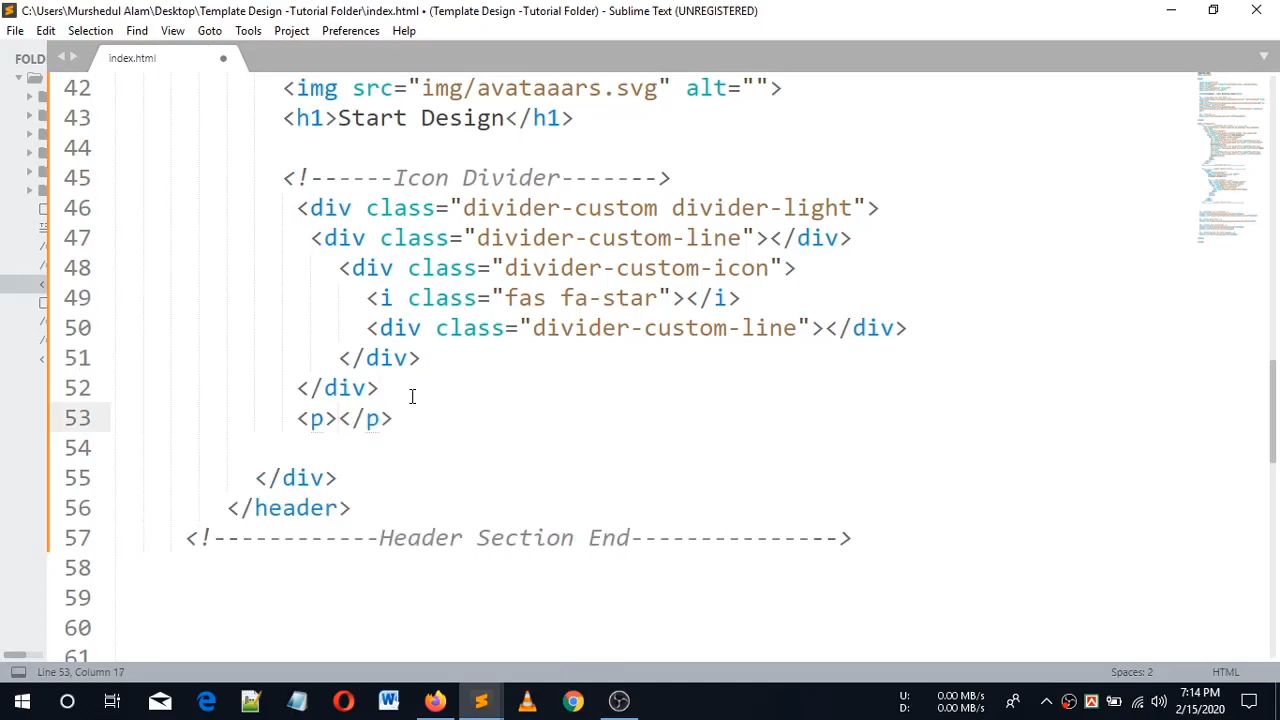 C:\Users\Murshedul Alam\Desktop\Template Design -Tutorial Folder\index.html • (Template Design -Tutorial Folder) - Sublime Text (UNREGISTERED)
File Edit Selection Find View Goto Tools Project Preferences Help
FOLD
index.html
42 <img src="img/avataaars.svg" alt="">
43 <h1>Start Design</h1>
44
45 <!------Icon Divider------->
46 <div class="divider-custom divider-light">
47 <div class="divider-custom-line"></div>
48 <div class="divider-custom-icon">
49 <i class="fas fa-star"></i>
50 <div class="divider-custom-line"></div>
51 </div>
52 </div>
53 <p></p>
54
55 </div>
56 </header>
57 <!------------Header Section End--------------->
58
59
60
61
Line 53, Column 17
Spaces: 2
HTML
U: 0.00 MB/s
D: 0.00 MB/s
7:14 PM
2/15/2020